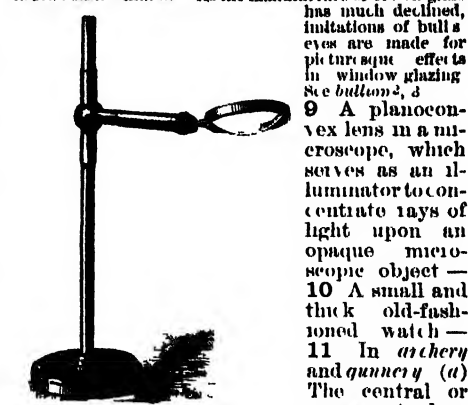 has much declined,
imitations of bull s
eyes are made for
picturesque effects
in window glazing
See bullion2, 3
9 A planocon-
vex lens in a mi-
croscope, which
serves as an il-
luminator to con-
centrate rays of
light upon an
opaque micro-
scopic object —
10 A small and
thick old-fash-
ioned watch —
11 In archery
and gunnery (a)
The central or